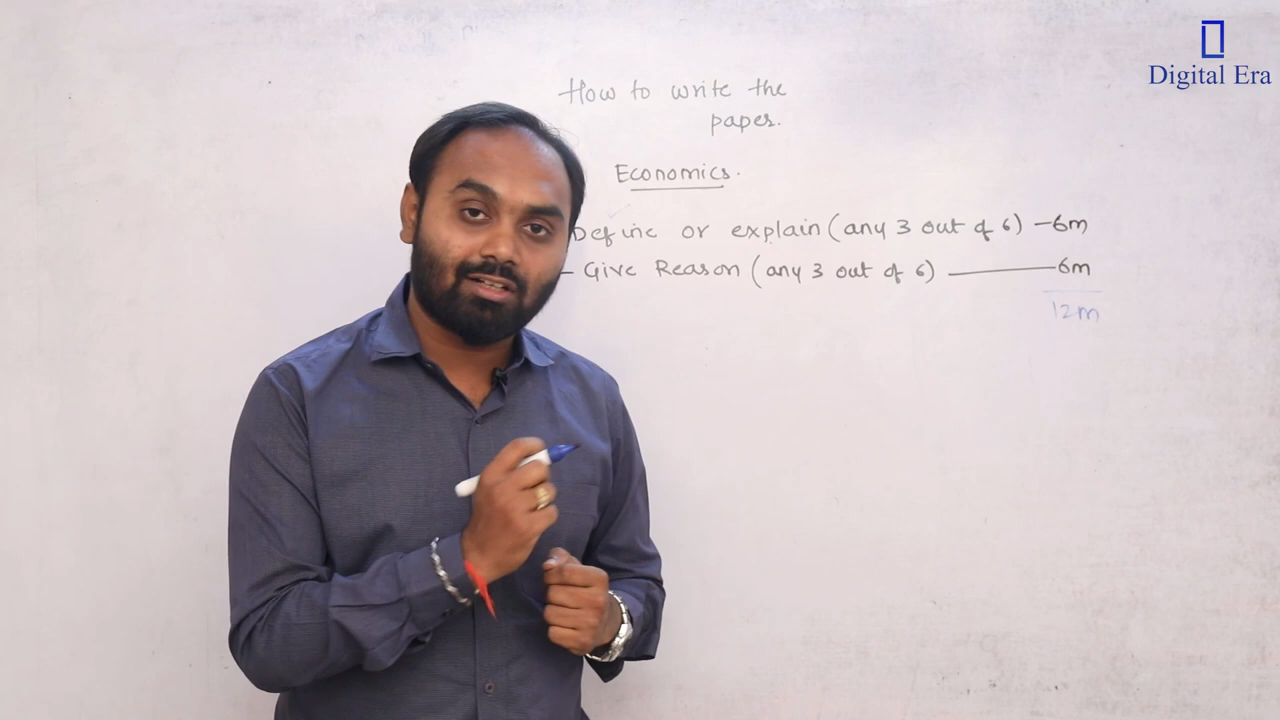 Digital Era
How to write the
paper.
Economics.
Define or explain (any 3 out of 6) - 6m
- Give Reason (any 3 out of 6) - 6m
12m